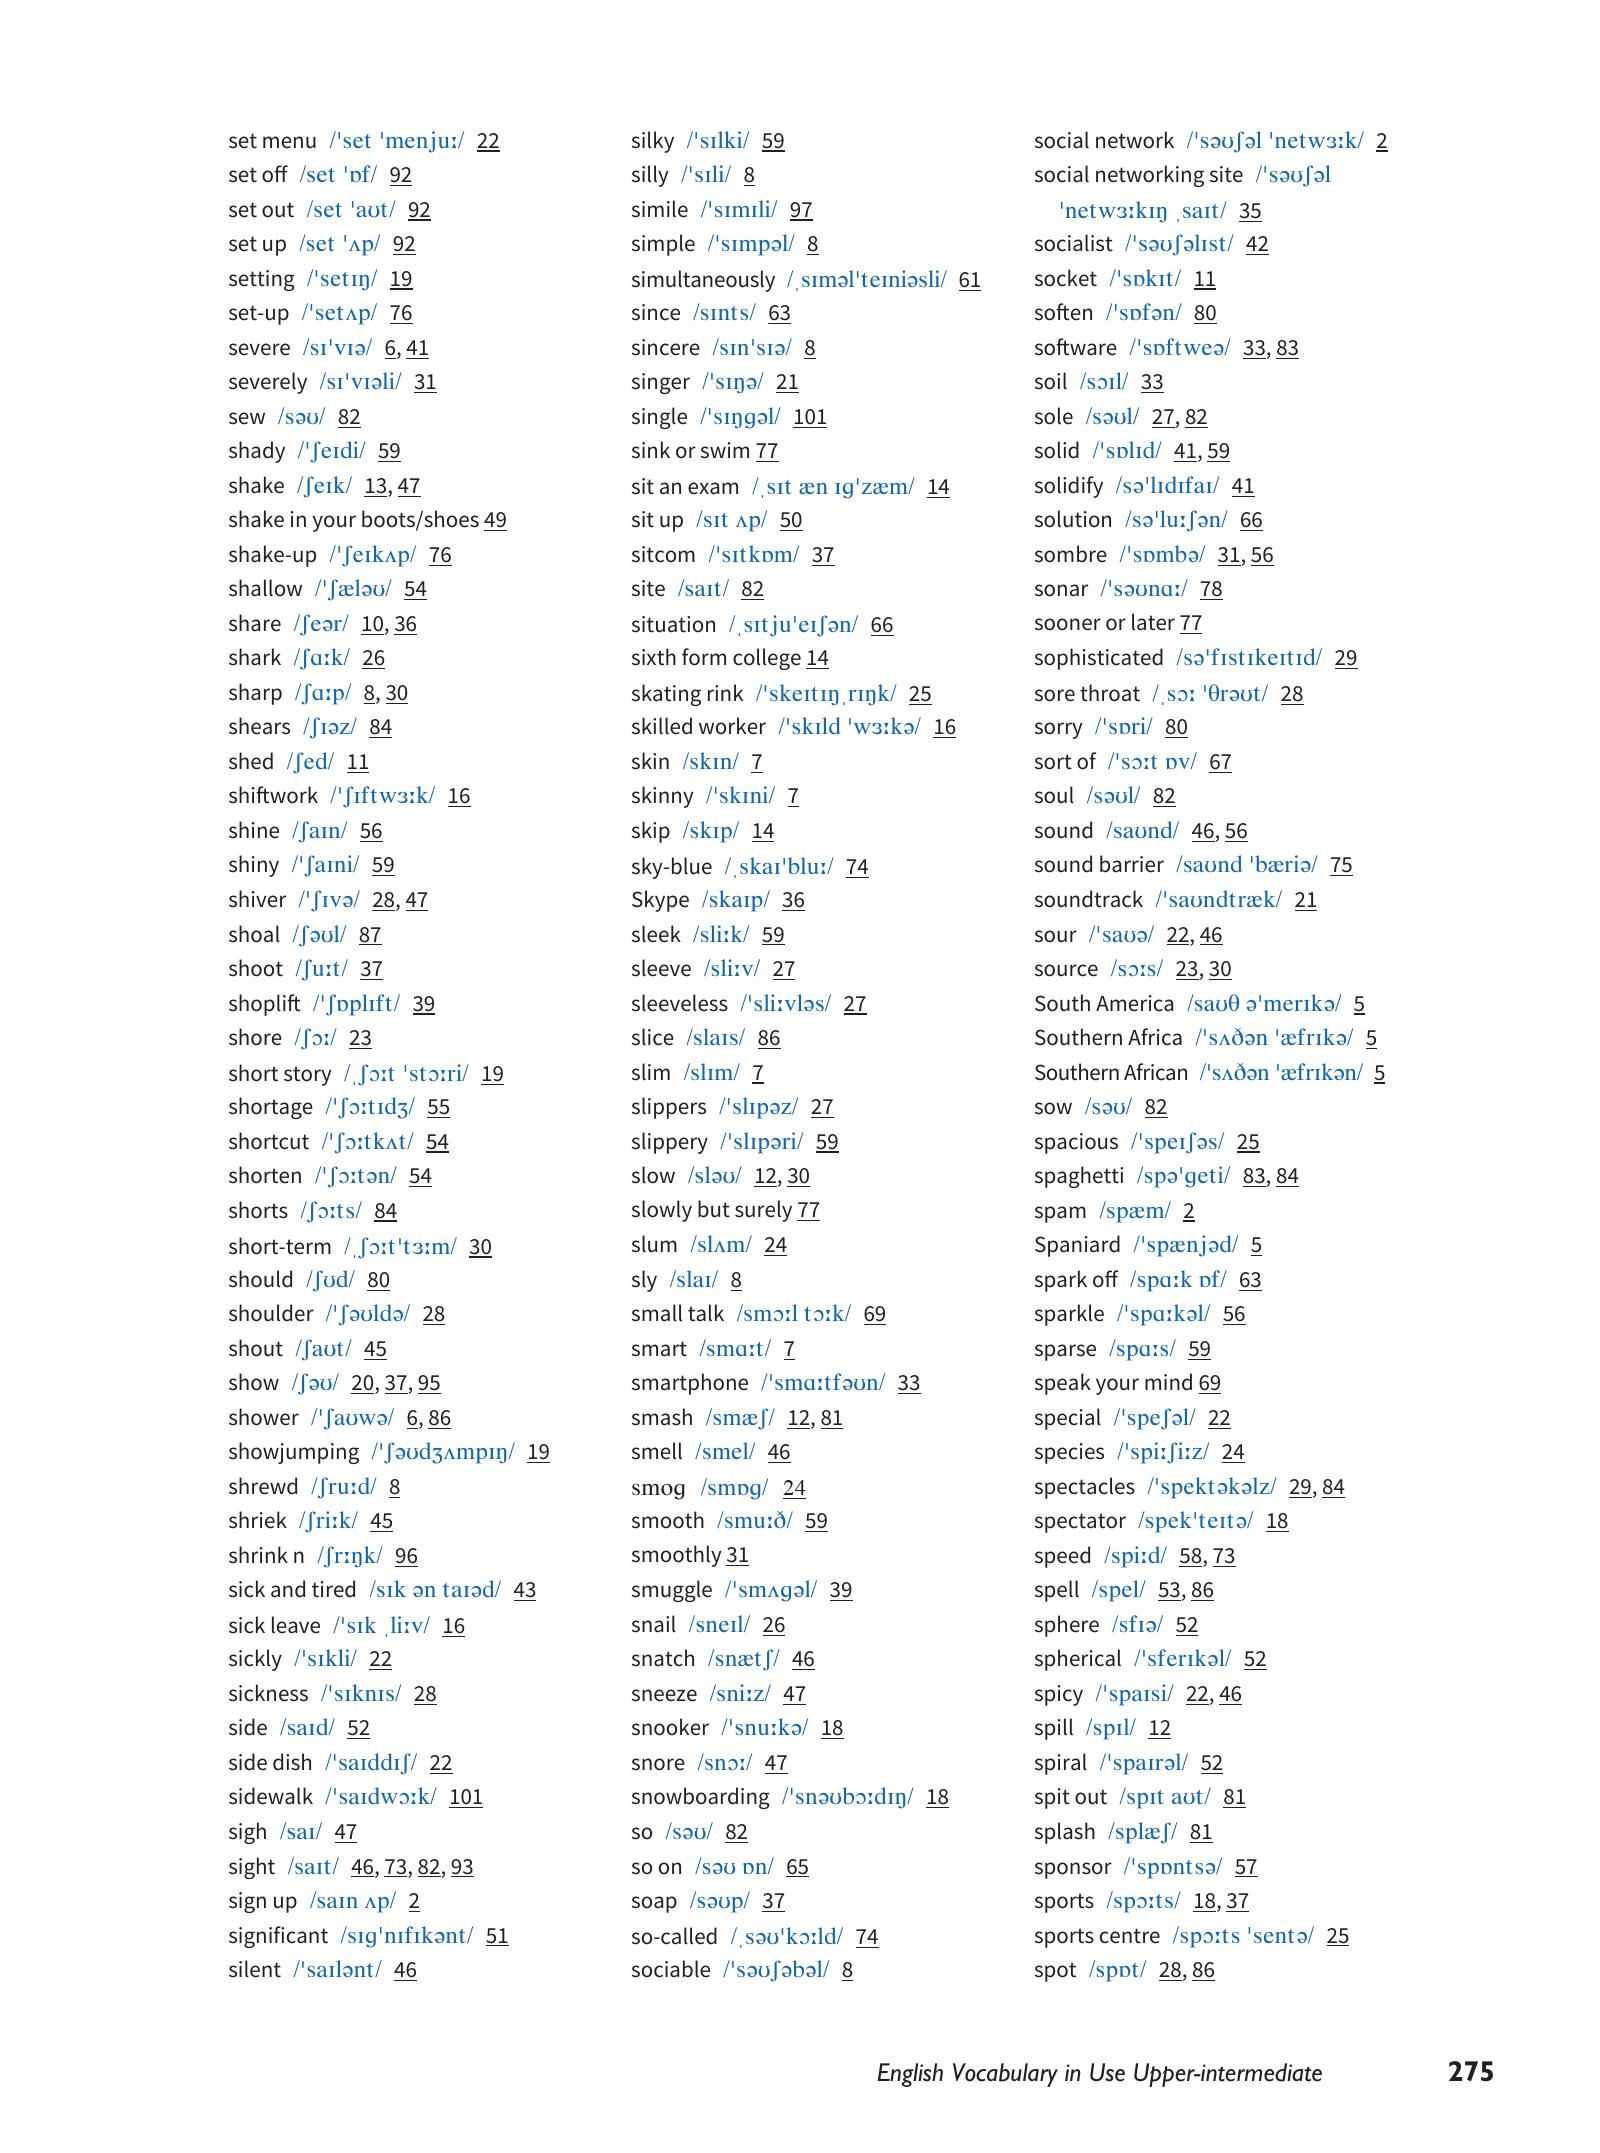 set menu /ˈset ˈmenjuː/ 22
set off /set ˈɒf/ 92
set out /set ˈaʊt/ 92
set up /set ˈʌp/ 92
setting /ˈsetɪŋ/ 19
set-up /ˈsetʌp/ 76
severe /sɪˈvɪə/ 6, 41
severely /sɪˈvɪəli/ 31
sew /səʊ/ 82
shady /ˈʃeɪdi/ 59
shake /ʃeɪk/ 13, 47
shake in your boots/shoes 49
shake-up /ˈʃeɪkʌp/ 76
shallow /ˈʃæləʊ/ 54
share /ʃeər/ 10, 36
shark /ʃɑːk/ 26
sharp /ʃɑːp/ 8, 30
shears /ʃɪəz/ 84
shed /ʃed/ 11
shiftwork /ˈʃɪftwɜːk/ 16
shine /ʃaɪn/ 56
shiny /ˈʃaɪni/ 59
shiver /ˈʃɪvə/ 28, 47
shoal /ʃəʊl/ 87
shoot /ʃuːt/ 37
shoplift /ˈʃɒplɪft/ 39
shore /ʃɔː/ 23
short story /ˌʃɔːt ˈstɔːri/ 19
shortage /ˈʃɔːtɪdʒ/ 55
shortcut /ˈʃɔːtkʌt/ 54
shorten /ˈʃɔːtən/ 54
shorts /ʃɔːts/ 84
short-term /ˌʃɔːtˈtɜːm/ 30
should /ʃʊd/ 80
shoulder /ˈʃəʊldə/ 28
shout /ʃaʊt/ 45
show /ʃəʊ/ 20, 37, 95
shower /ˈʃaʊwə/ 6, 86
showjumping /ˈʃəʊdʒʌmpɪŋ/ 19
shrewd /ʃruːd/ 8
shriek /ʃriːk/ 45
shrink n /ʃrɪŋk/ 96
sick and tired /sɪk ən taɪəd/ 43
sick leave /ˈsɪk ˌliːv/ 16
sickly /ˈsɪkli/ 22
sickness /ˈsɪknɪs/ 28
side /saɪd/ 52
side dish /ˈsaɪddɪʃ/ 22
sidewalk /ˈsaɪdwɔːk/ 101
sigh /saɪ/ 47
sight /saɪt/ 46, 73, 82, 93
sign up /saɪn ʌp/ 2
significant /sɪɡˈnɪfɪkənt/ 51
silent /ˈsaɪlənt/ 46
silky /ˈsɪlki/ 59
silly /ˈsɪli/ 8
simile /ˈsɪmɪli/ 97
simple /ˈsɪmpəl/ 8
simultaneously /ˌsɪməlˈteɪniəsli/ 61
since /sɪnts/ 63
sincere /sɪnˈsɪə/ 8
singer /ˈsɪŋə/ 21
single /ˈsɪŋɡəl/ 101
sink or swim 77
sit an exam /ˌsɪt æn ɪɡˈzæm/ 14
sit up /sɪt ʌp/ 50
sitcom /ˈsɪtkɒm/ 37
site /saɪt/ 82
situation /ˌsɪtjuˈeɪʃən/ 66
sixth form college 14
skating rink /ˈskeɪtɪŋˌrɪŋk/ 25
skilled worker /ˈskɪld ˈwɜːkə/ 16
skin /skɪn/ 7
skinny /ˈskɪni/ 7
skip /skɪp/ 14
sky-blue /ˌskaɪˈbluː/ 74
Skype /skaɪp/ 36
sleek /sliːk/ 59
sleeve /sliːv/ 27
sleeveless /ˈsliːvləs/ 27
slice /slaɪs/ 86
slim /slɪm/ 7
slippers /ˈslɪpəz/ 27
slippery /ˈslɪpəri/ 59
slow /sləʊ/ 12, 30
slowly but surely 77
slum /slʌm/ 24
sly /slaɪ/ 8
small talk /smɔːl tɔːk/ 69
smart /smɑːt/ 7
smartphone /ˈsmɑːtfəʊn/ 33
smash /smæʃ/ 12, 81
smell /smel/ 46
smog /smɒɡ/ 24
smooth /smuːð/ 59
smoothly 31
smuggle /ˈsmʌɡəl/ 39
snail /sneɪl/ 26
snatch /snætʃ/ 46
sneeze /sniːz/ 47
snooker /ˈsnuːkə/ 18
snore /snɔː/ 47
snowboarding /ˈsnəʊbɔːdɪŋ/ 18
so /səʊ/ 82
so on /səʊ ɒn/ 65
soap /səʊp/ 37
so-called /ˌsəʊˈkɔːld/ 74
sociable /ˈsəʊʃəbəl/ 8
social network /ˈsəʊʃəl ˈnetwɜːk/ 2
social networking site /ˈsəʊʃəl
ˈnetwɜːkɪŋ ˌsaɪt/ 35
socialist /ˈsəʊʃəlɪst/ 42
socket /ˈsɒkɪt/ 11
soften /ˈsɒfən/ 80
software /ˈsɒftweə/ 33, 83
soil /sɔɪl/ 33
sole /səʊl/ 27, 82
solid /ˈsɒlɪd/ 41, 59
solidify /səˈlɪdɪfaɪ/ 41
solution /səˈluːʃən/ 66
sombre /ˈsɒmbə/ 31, 56
sonar /ˈsəʊnɑː/ 78
sooner or later 77
sophisticated /səˈfɪstɪkeɪtɪd/ 29
sore throat /ˌsɔː ˈθrəʊt/ 28
sorry /ˈsɒri/ 80
sort of /ˈsɔːt ɒv/ 67
soul /səʊl/ 82
sound /saʊnd/ 46, 56
sound barrier /saʊnd ˈbæriə/ 75
soundtrack /ˈsaʊndtræk/ 21
sour /ˈsaʊə/ 22, 46
source /sɔːs/ 23, 30
South America /saʊθ əˈmerɪkə/ 5
Southern Africa /ˈsʌðən ˈæfrɪkə/ 5
Southern African /ˈsʌðən ˈæfrɪkən/ 5
sow /səʊ/ 82
spacious /ˈspeɪʃəs/ 25
spaghetti /spəˈɡeti/ 83, 84
spam /spæm/ 2
Spaniard /ˈspænjəd/ 5
spark off /spɑːk ɒf/ 63
sparkle /ˈspɑːkəl/ 56
sparse /spɑːs/ 59
speak your mind 69
special /ˈspeʃəl/ 22
species /ˈspiːʃiːz/ 24
spectacles /ˈspektəkəlz/ 29, 84
spectator /spekˈteɪtə/ 18
speed /spiːd/ 58, 73
spell /spel/ 53, 86
sphere /sfɪə/ 52
spherical /ˈsferɪkəl/ 52
spicy /ˈspaɪsi/ 22, 46
spill /spɪl/ 12
spiral /ˈspaɪrəl/ 52
spit out /spɪt aʊt/ 81
splash /splæʃ/ 81
sponsor /ˈspɒntsə/ 57
sports /spɔːts/ 18, 37
sports centre /spɔːts ˈsentə/ 25
spot /spɒt/ 28, 86
English Vocabulary in Use Upper-intermediate 275